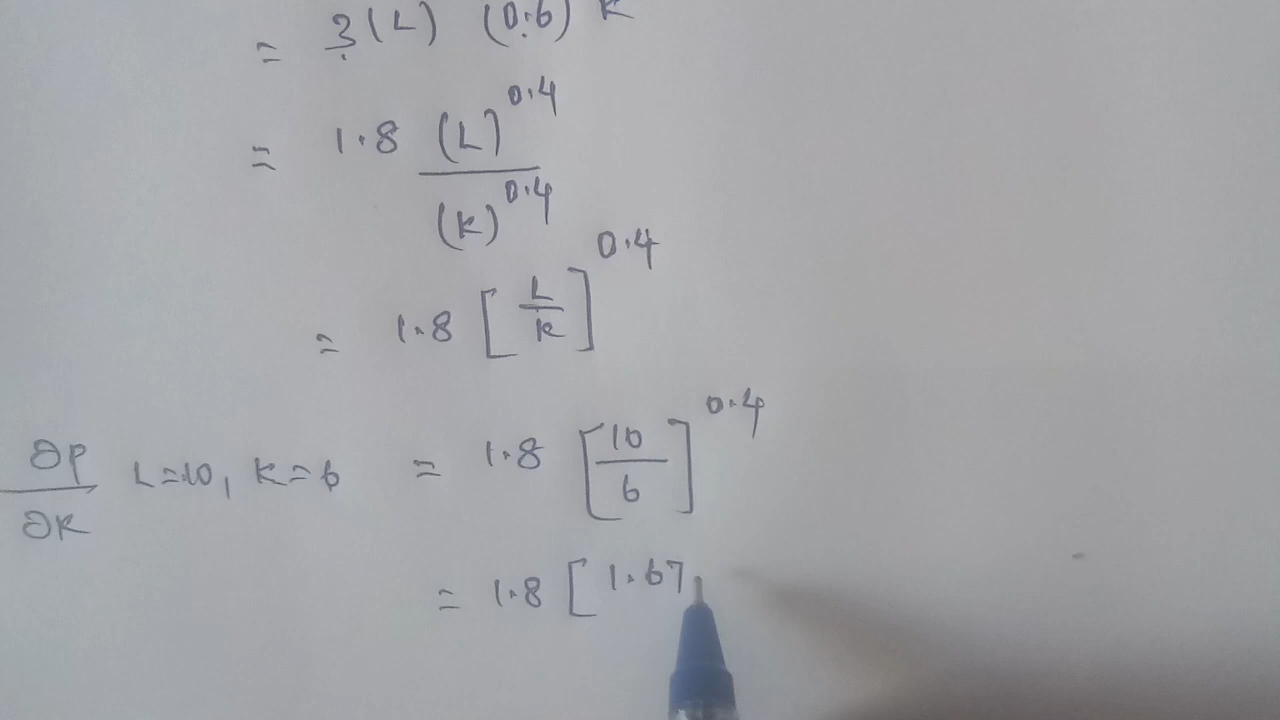 = 3(L) (0.6) K
= 1.8 (L)^0.4 / (K)^0.4
= 1.8 [L/K]^0.4
∂P/∂K L=10, K=6 = 1.8 [10/6]^0.4
= 1.8 [1.67